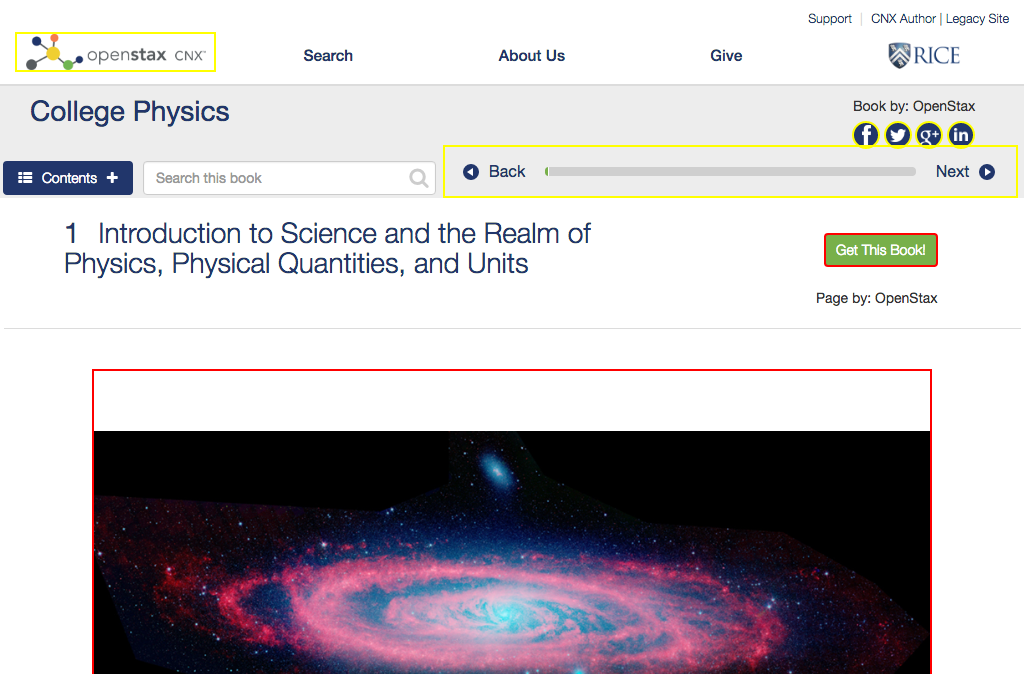 Support | CNX Author | Legacy Site
openstax CNX
Search
About Us
Give
RICE
College Physics
Book by: OpenStax
f g+ in
Contents +
Search this book
Back
Next
1 Introduction to Science and the Realm of
Physics, Physical Quantities, and Units
Get This Book!
Page by: OpenStax